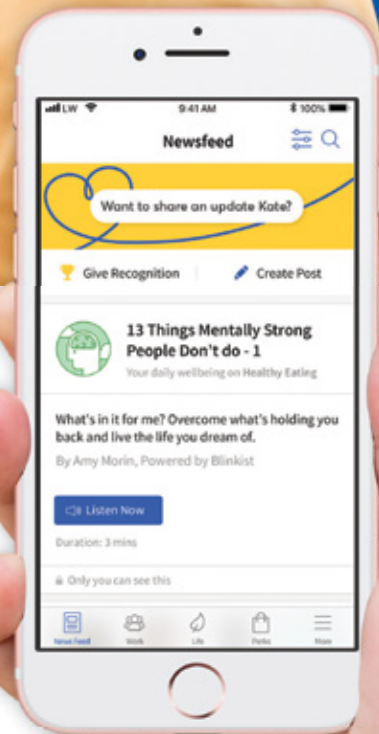 LW 9:41 AM 100%
Newsfeed
Want to share an update Kate?
Give Recognition Create Post
13 Things Mentally Strong
People Don't do - 1
Your daily wellbeing on Healthy Eating
What's in it for me? Overcome what's holding you
back and live the life you dream of.
By Amy Morin, Powered by Blinkist
Listen Now
Duration: 3 mins
Only you can see this
News Feed Work Life Perks More